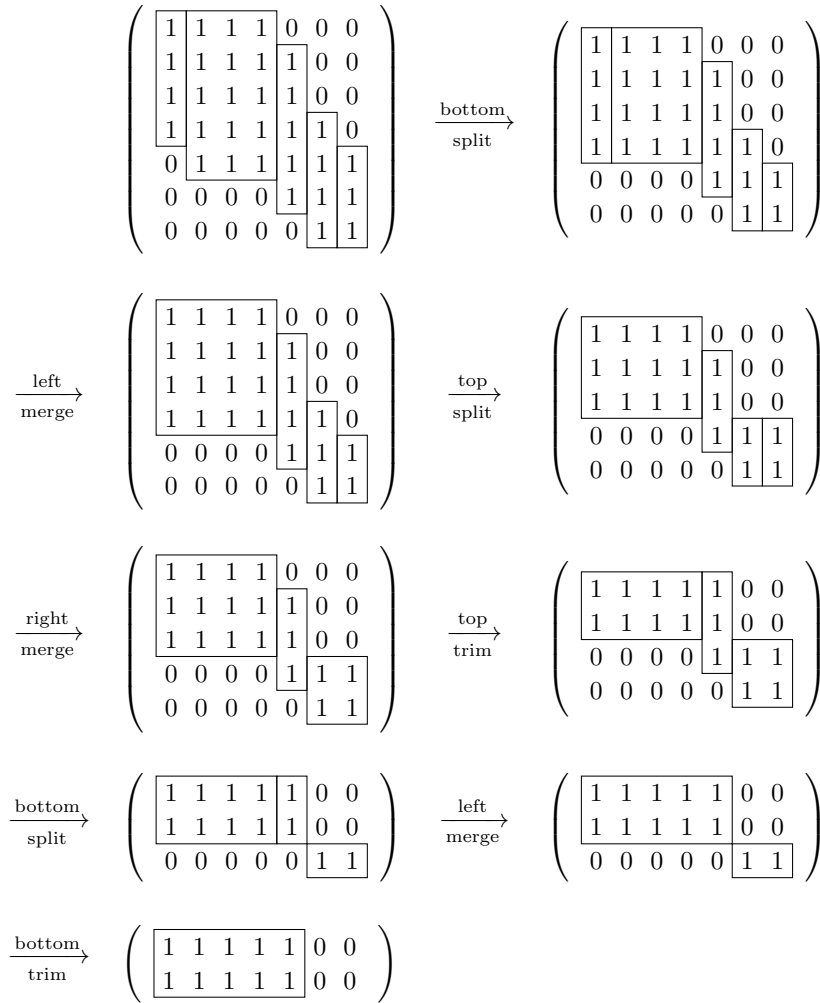 1 1 1 1 0 0 0
1 1 1 1 1 0 0
1 1 1 1 1 0 0
1 1 1 1 1 1 0
0 1 1 1 1 1 1
0 0 0 0 1 1 1
0 0 0 0 0 1 1
bottom
split
1 1 1 1 0 0 0
1 1 1 1 1 0 0
1 1 1 1 1 0 0
1 1 1 1 1 1 0
0 0 0 0 1 1 1
0 0 0 0 0 1 1
left
merge
1 1 1 1 0 0 0
1 1 1 1 1 0 0
1 1 1 1 1 0 0
1 1 1 1 1 1 0
0 0 0 0 1 1 1
0 0 0 0 0 1 1
top
split
1 1 1 1 0 0 0
1 1 1 1 1 0 0
1 1 1 1 1 0 0
0 0 0 0 1 1 1
0 0 0 0 0 1 1
right
merge
1 1 1 1 0 0 0
1 1 1 1 1 0 0
1 1 1 1 1 0 0
0 0 0 0 1 1 1
0 0 0 0 0 1 1
top
trim
1 1 1 1 1 0 0
1 1 1 1 1 0 0
0 0 0 0 1 1 1
0 0 0 0 0 1 1
bottom
split
1 1 1 1 1 0 0
1 1 1 1 1 0 0
0 0 0 0 0 1 1
left
merge
1 1 1 1 1 0 0
1 1 1 1 1 0 0
0 0 0 0 0 1 1
bottom
trim
1 1 1 1 1 0 0
1 1 1 1 1 0 0